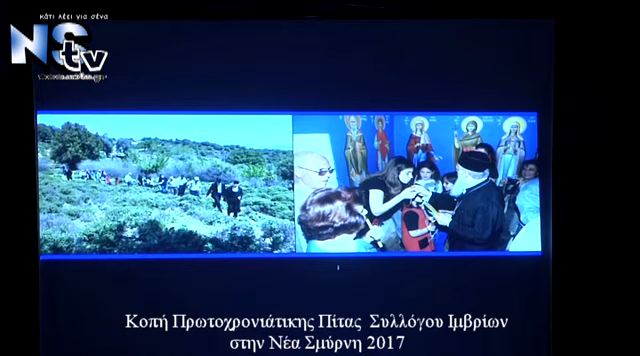 κάτι λέει για σένα
NS
tv
Κοπή Πρωτοχρονιάτικης Πίτας Συλλόγου Ιμβρίων
στην Νέα Σμύρνη 2017